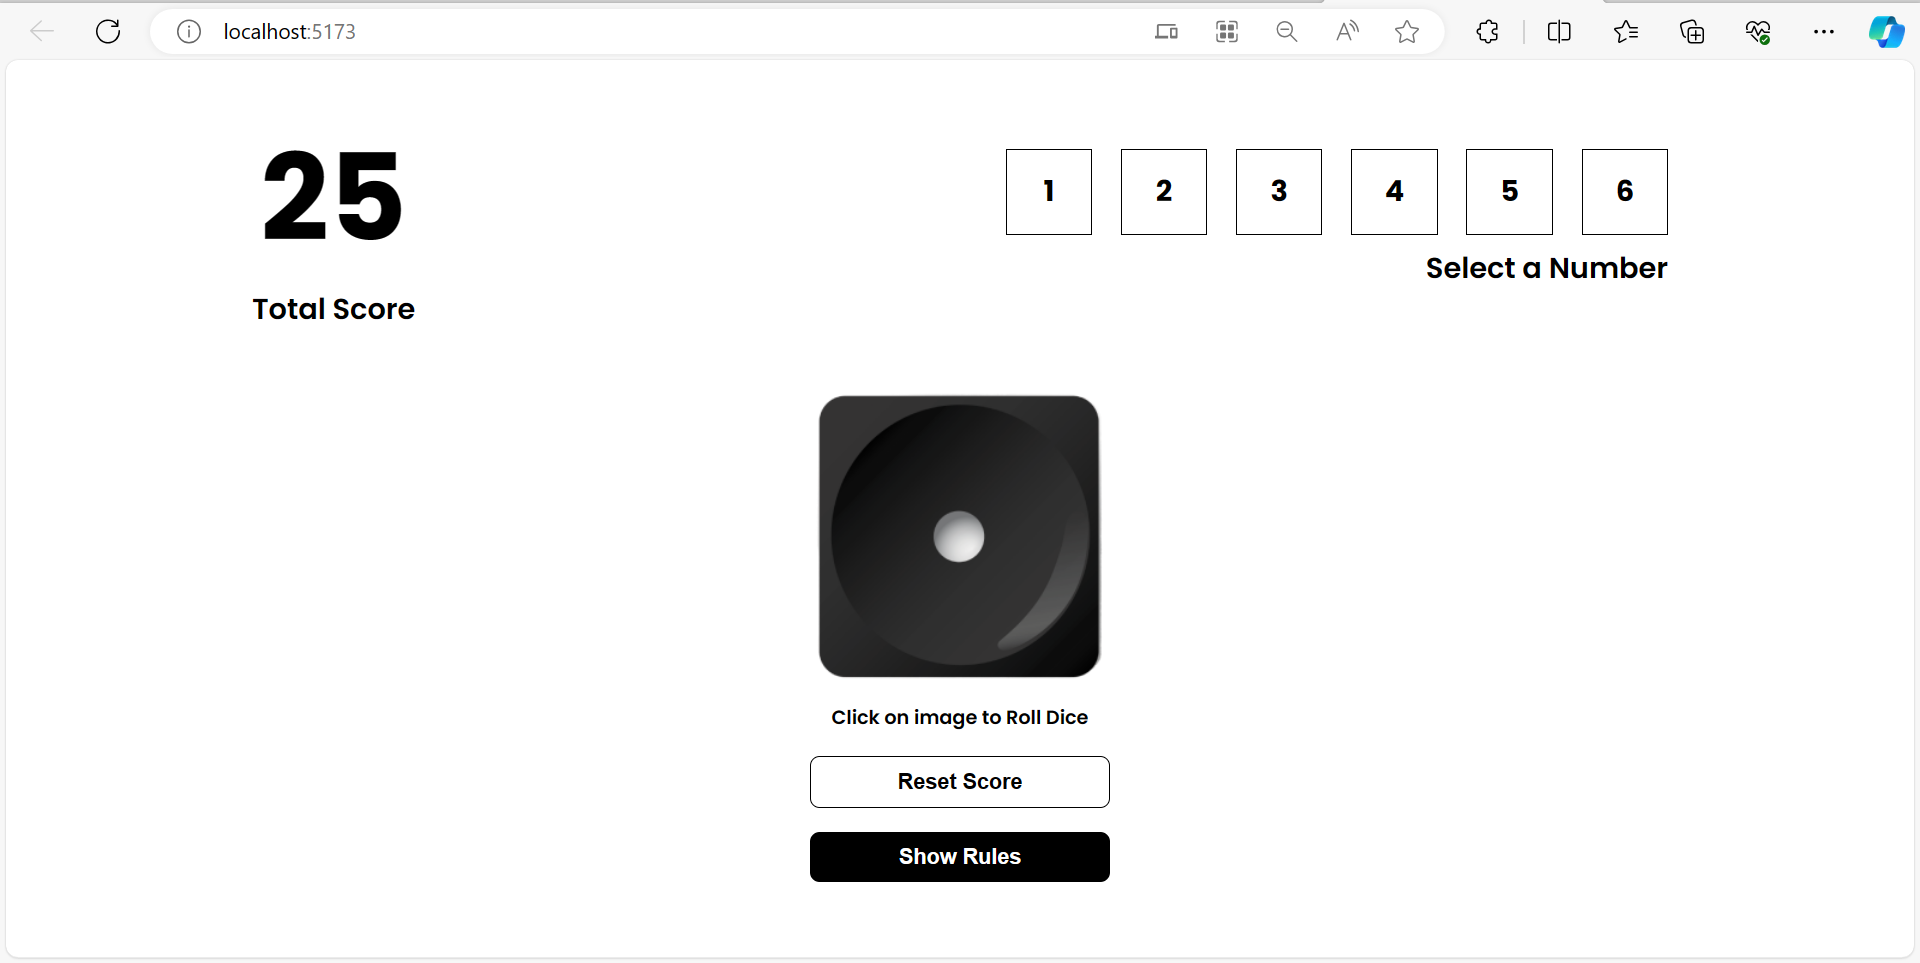 localhost:5173
25
Total Score
1 2 3 4 5 6
Select a Number
Click on image to Roll Dice
Reset Score
Show Rules